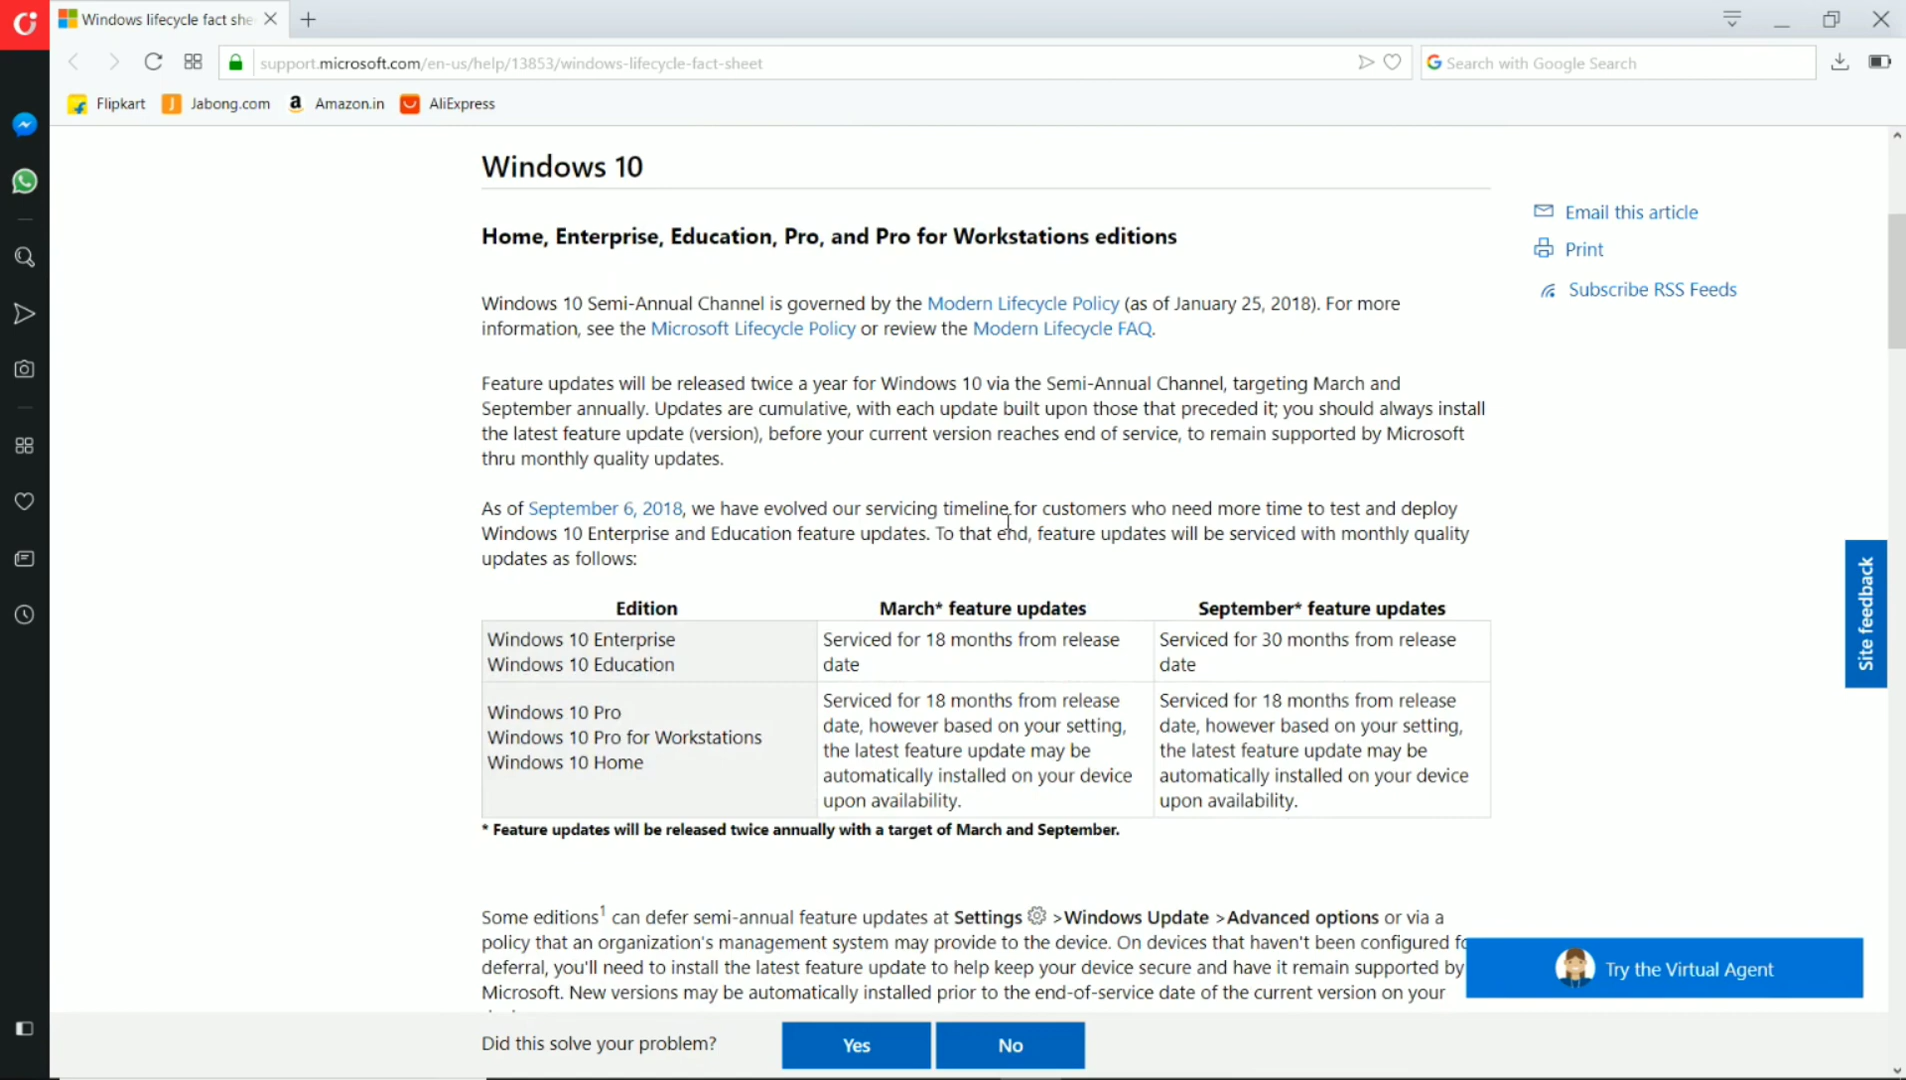 Windows lifecycle fact she
support.microsoft.com/en-us/help/13853/windows-lifecycle-fact-sheet
Search with Google Search
Flipkart
Jabong.com
Amazon.in
AliExpress
Windows 10
Home, Enterprise, Education, Pro, and Pro for Workstations editions
Windows 10 Semi-Annual Channel is governed by the Modern Lifecycle Policy (as of January 25, 2018). For more
information, see the Microsoft Lifecycle Policy or review the Modern Lifecycle FAQ.
Feature updates will be released twice a year for Windows 10 via the Semi-Annual Channel, targeting March and
September annually. Updates are cumulative, with each update built upon those that preceded it; you should always install
the latest feature update (version), before your current version reaches end of service, to remain supported by Microsoft
thru monthly quality updates.
As of September 6, 2018, we have evolved our servicing timeline for customers who need more time to test and deploy
Windows 10 Enterprise and Education feature updates. To that end, feature updates will be serviced with monthly quality
updates as follows:
Edition
March* feature updates
September* feature updates
Windows 10 Enterprise
Windows 10 Education
Serviced for 18 months from release
date
Serviced for 30 months from release
date
Windows 10 Pro
Windows 10 Pro for Workstations
Windows 10 Home
Serviced for 18 months from release
date, however based on your setting,
the latest feature update may be
automatically installed on your device
upon availability.
Serviced for 18 months from release
date, however based on your setting,
the latest feature update may be
automatically installed on your device
upon availability.
* Feature updates will be released twice annually with a target of March and September.
Some editions1 can defer semi-annual feature updates at Settings >Windows Update >Advanced options or via a
policy that an organization's management system may provide to the device. On devices that haven't been configured fo
deferral, you'll need to install the latest feature update to help keep your device secure and have it remain supported by
Microsoft. New versions may be automatically installed prior to the end-of-service date of the current version on your
Email this article
Print
Subscribe RSS Feeds
Site feedback
Try the Virtual Agent
Did this solve your problem?
Yes
No